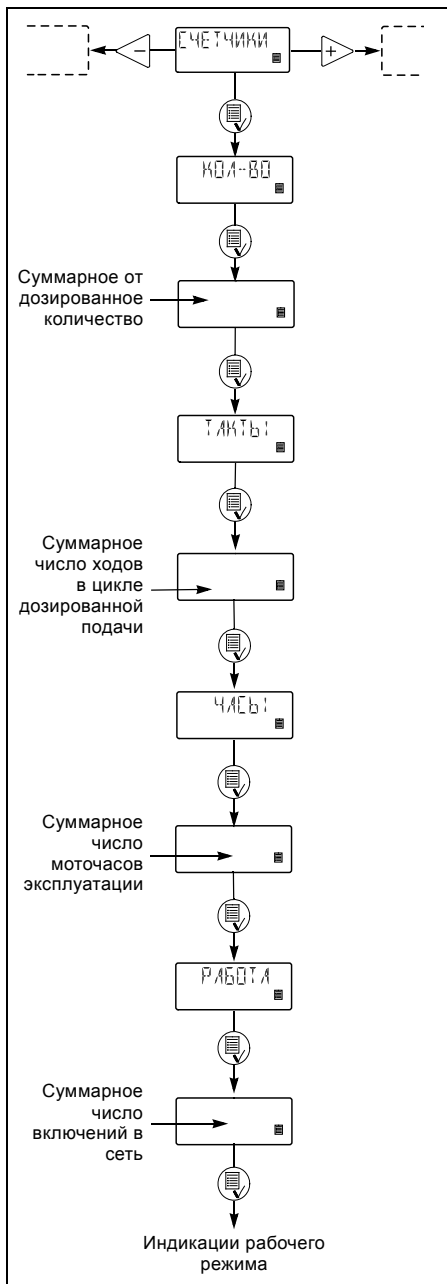 СЧЕТЧИКИ
− +
КОЛ-ВО
Суммарное от
дозированное
количество
ТАКТЫ
Суммарное
число ходов
в цикле
дозированной
подачи
ЧАСЫ
Суммарное
число
моточасов
эксплуатации
РАБОТА
Суммарное
число
включений в
сеть
Индикации рабочего
режима